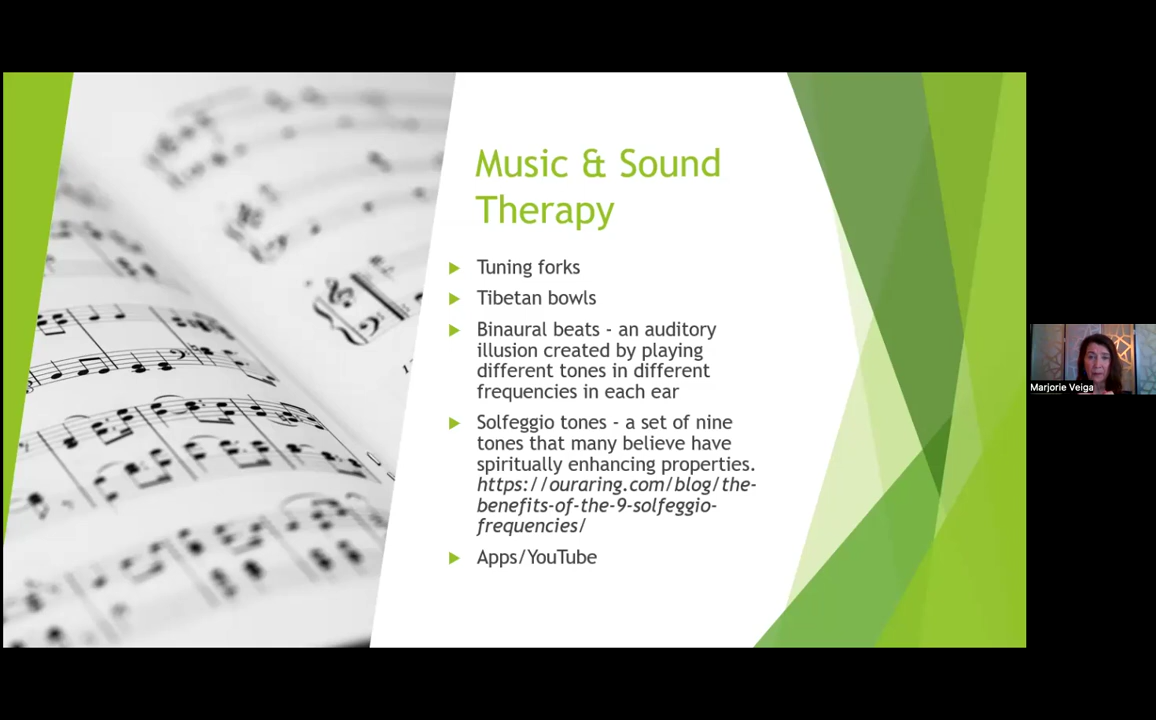 Music & Sound
Therapy
Tuning forks
Tibetan bowls
Binaural beats - an auditory
illusion created by playing
different tones in different
frequencies in each ear
Solfeggio tones - a set of nine
tones that many believe have
spiritually enhancing properties.
https://ouraring.com/blog/the-
benefits-of-the-9-solfeggio-
frequencies/
Apps/YouTube
Marjorie Veiga